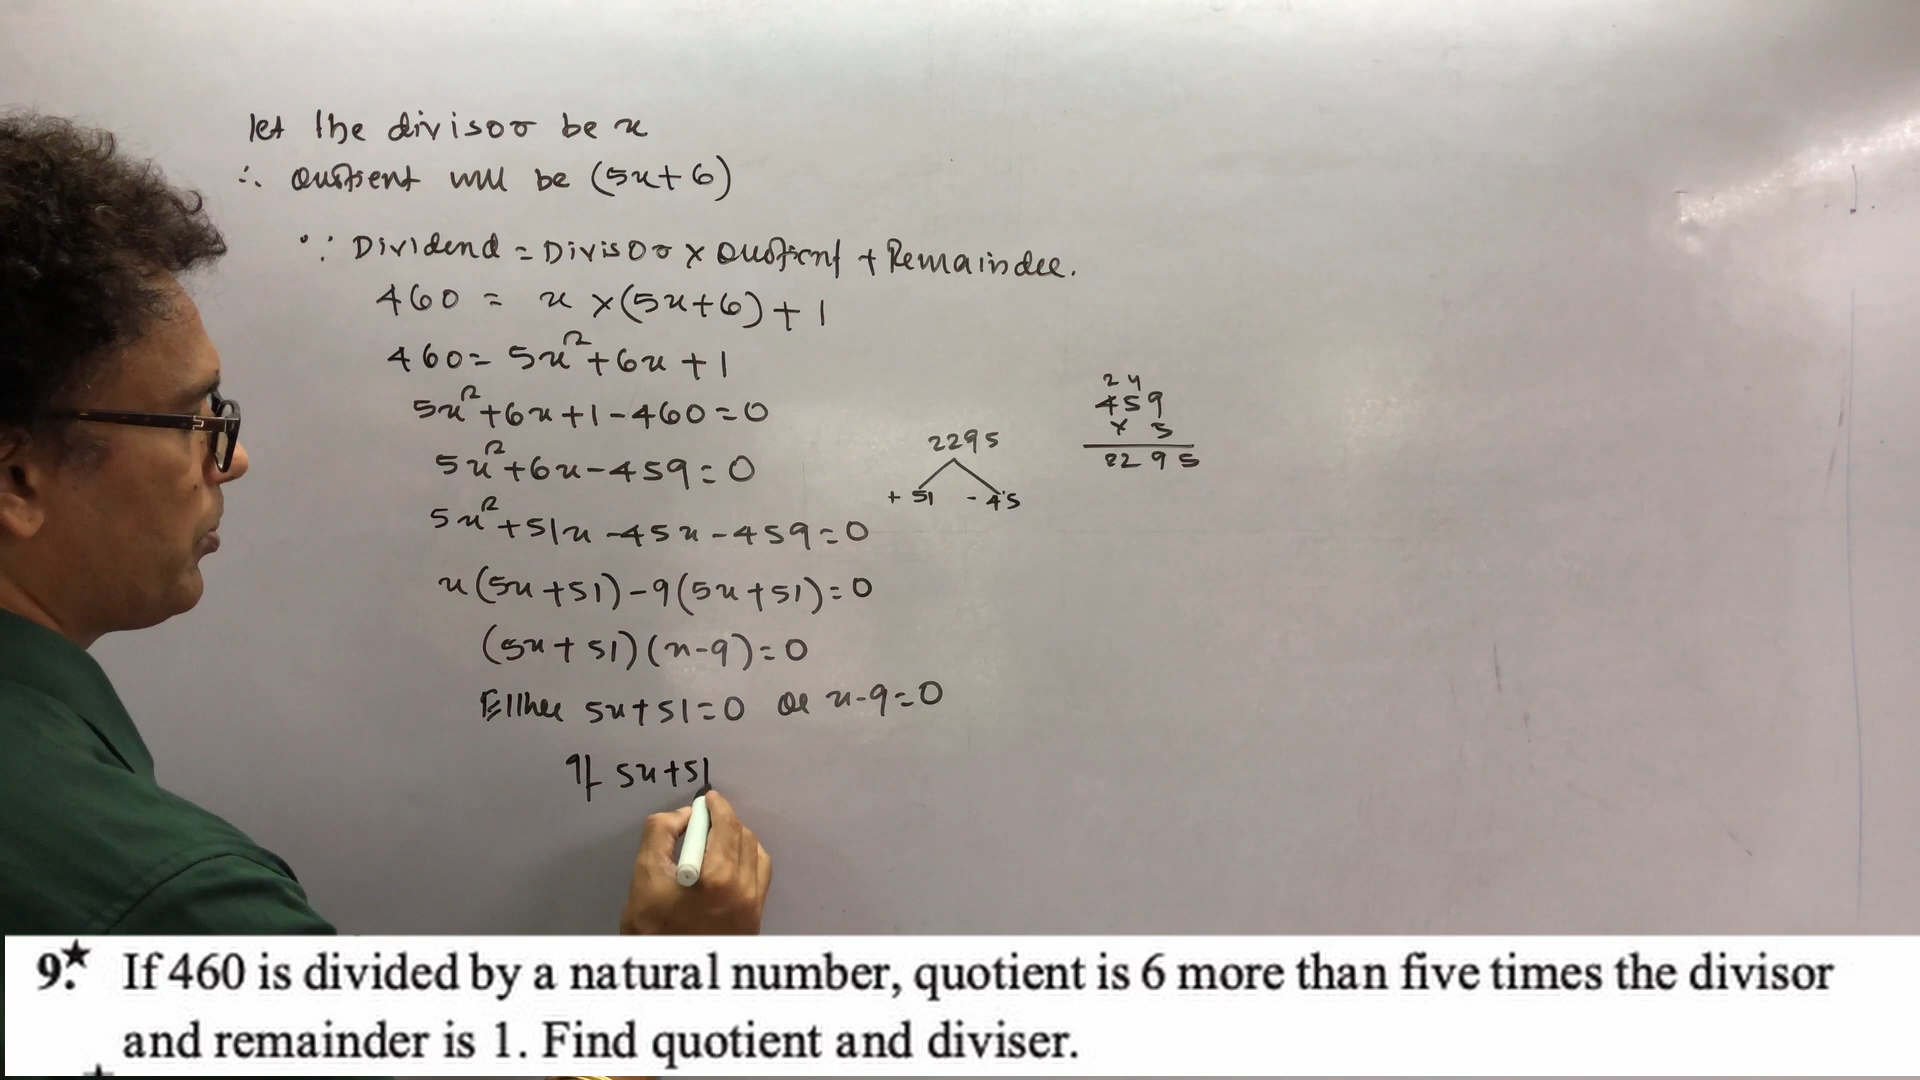 let the divisor be x
∴ Quotient will be (5x+6)
∵ Dividend = Divisor × Quotient + Remainder.
460 = x × (5x+6) + 1
460 = 5x² + 6x + 1
5x² + 6x + 1 - 460 = 0
5x² + 6x - 459 = 0
5x² + 51x - 45x - 459 = 0
x(5x + 51) - 9(5x + 51) = 0
(5x + 51)(x - 9) = 0
Either 5x + 51 = 0 or x - 9 = 0
If 5x + 51
2295
+ 51 - 45
2 4
459
× 5
2295
9.★ If 460 is divided by a natural number, quotient is 6 more than five times the divisor
and remainder is 1. Find quotient and diviser.